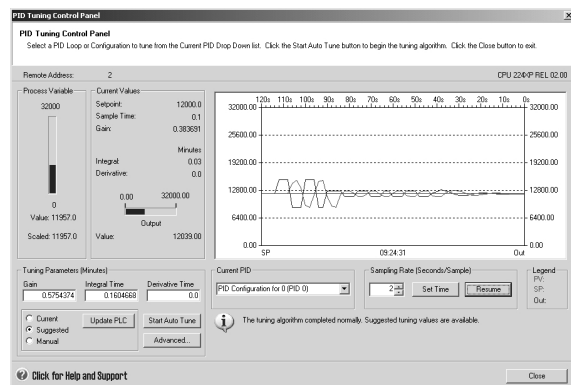 PID Tuning Control Panel
PID Tuning Control Panel
Select a PID Loop or Configuration to tune from the Current PID Drop Down list. Click the Start Auto Tune button to begin the tuning algorithm. Click the Close button to exit.
Remote Address: 2 CPU 224XP REL 02.00
Process Variable
32000
0
Value: 11957.0
Scaled: 11957.0
Current Values
Setpoint: 12000.0
Sample Time: 0.1
Gain: 0.383691
Minutes
Integral: 0.03
Derivative: 0.0
0.00 32000.00
Output
Value: 12039.00
120s 110s 100s 90s 80s 70s 60s 50s 40s 30s 20s 10s 0s
32000.00 32000.00
25600.00 25600.00
19200.00 19200.00
12800.00 12800.00
6400.00 6400.00
0.00 0.00
SP 09:24:31 Out
Tuning Parameters (Minutes)
Gain Integral Time Derivative Time
0.5754374 0.1604668 0.0
Current
Suggested
Manual
Update PLC
Start Auto Tune
Advanced...
Current PID
PID Configuration for 0 (PID 0)
Sampling Rate (Seconds/Sample)
2 Set Time Resume
Legend
PV:
SP:
Out:
The tuning algorithm completed normally. Suggested tuning values are available.
Click for Help and Support
Close